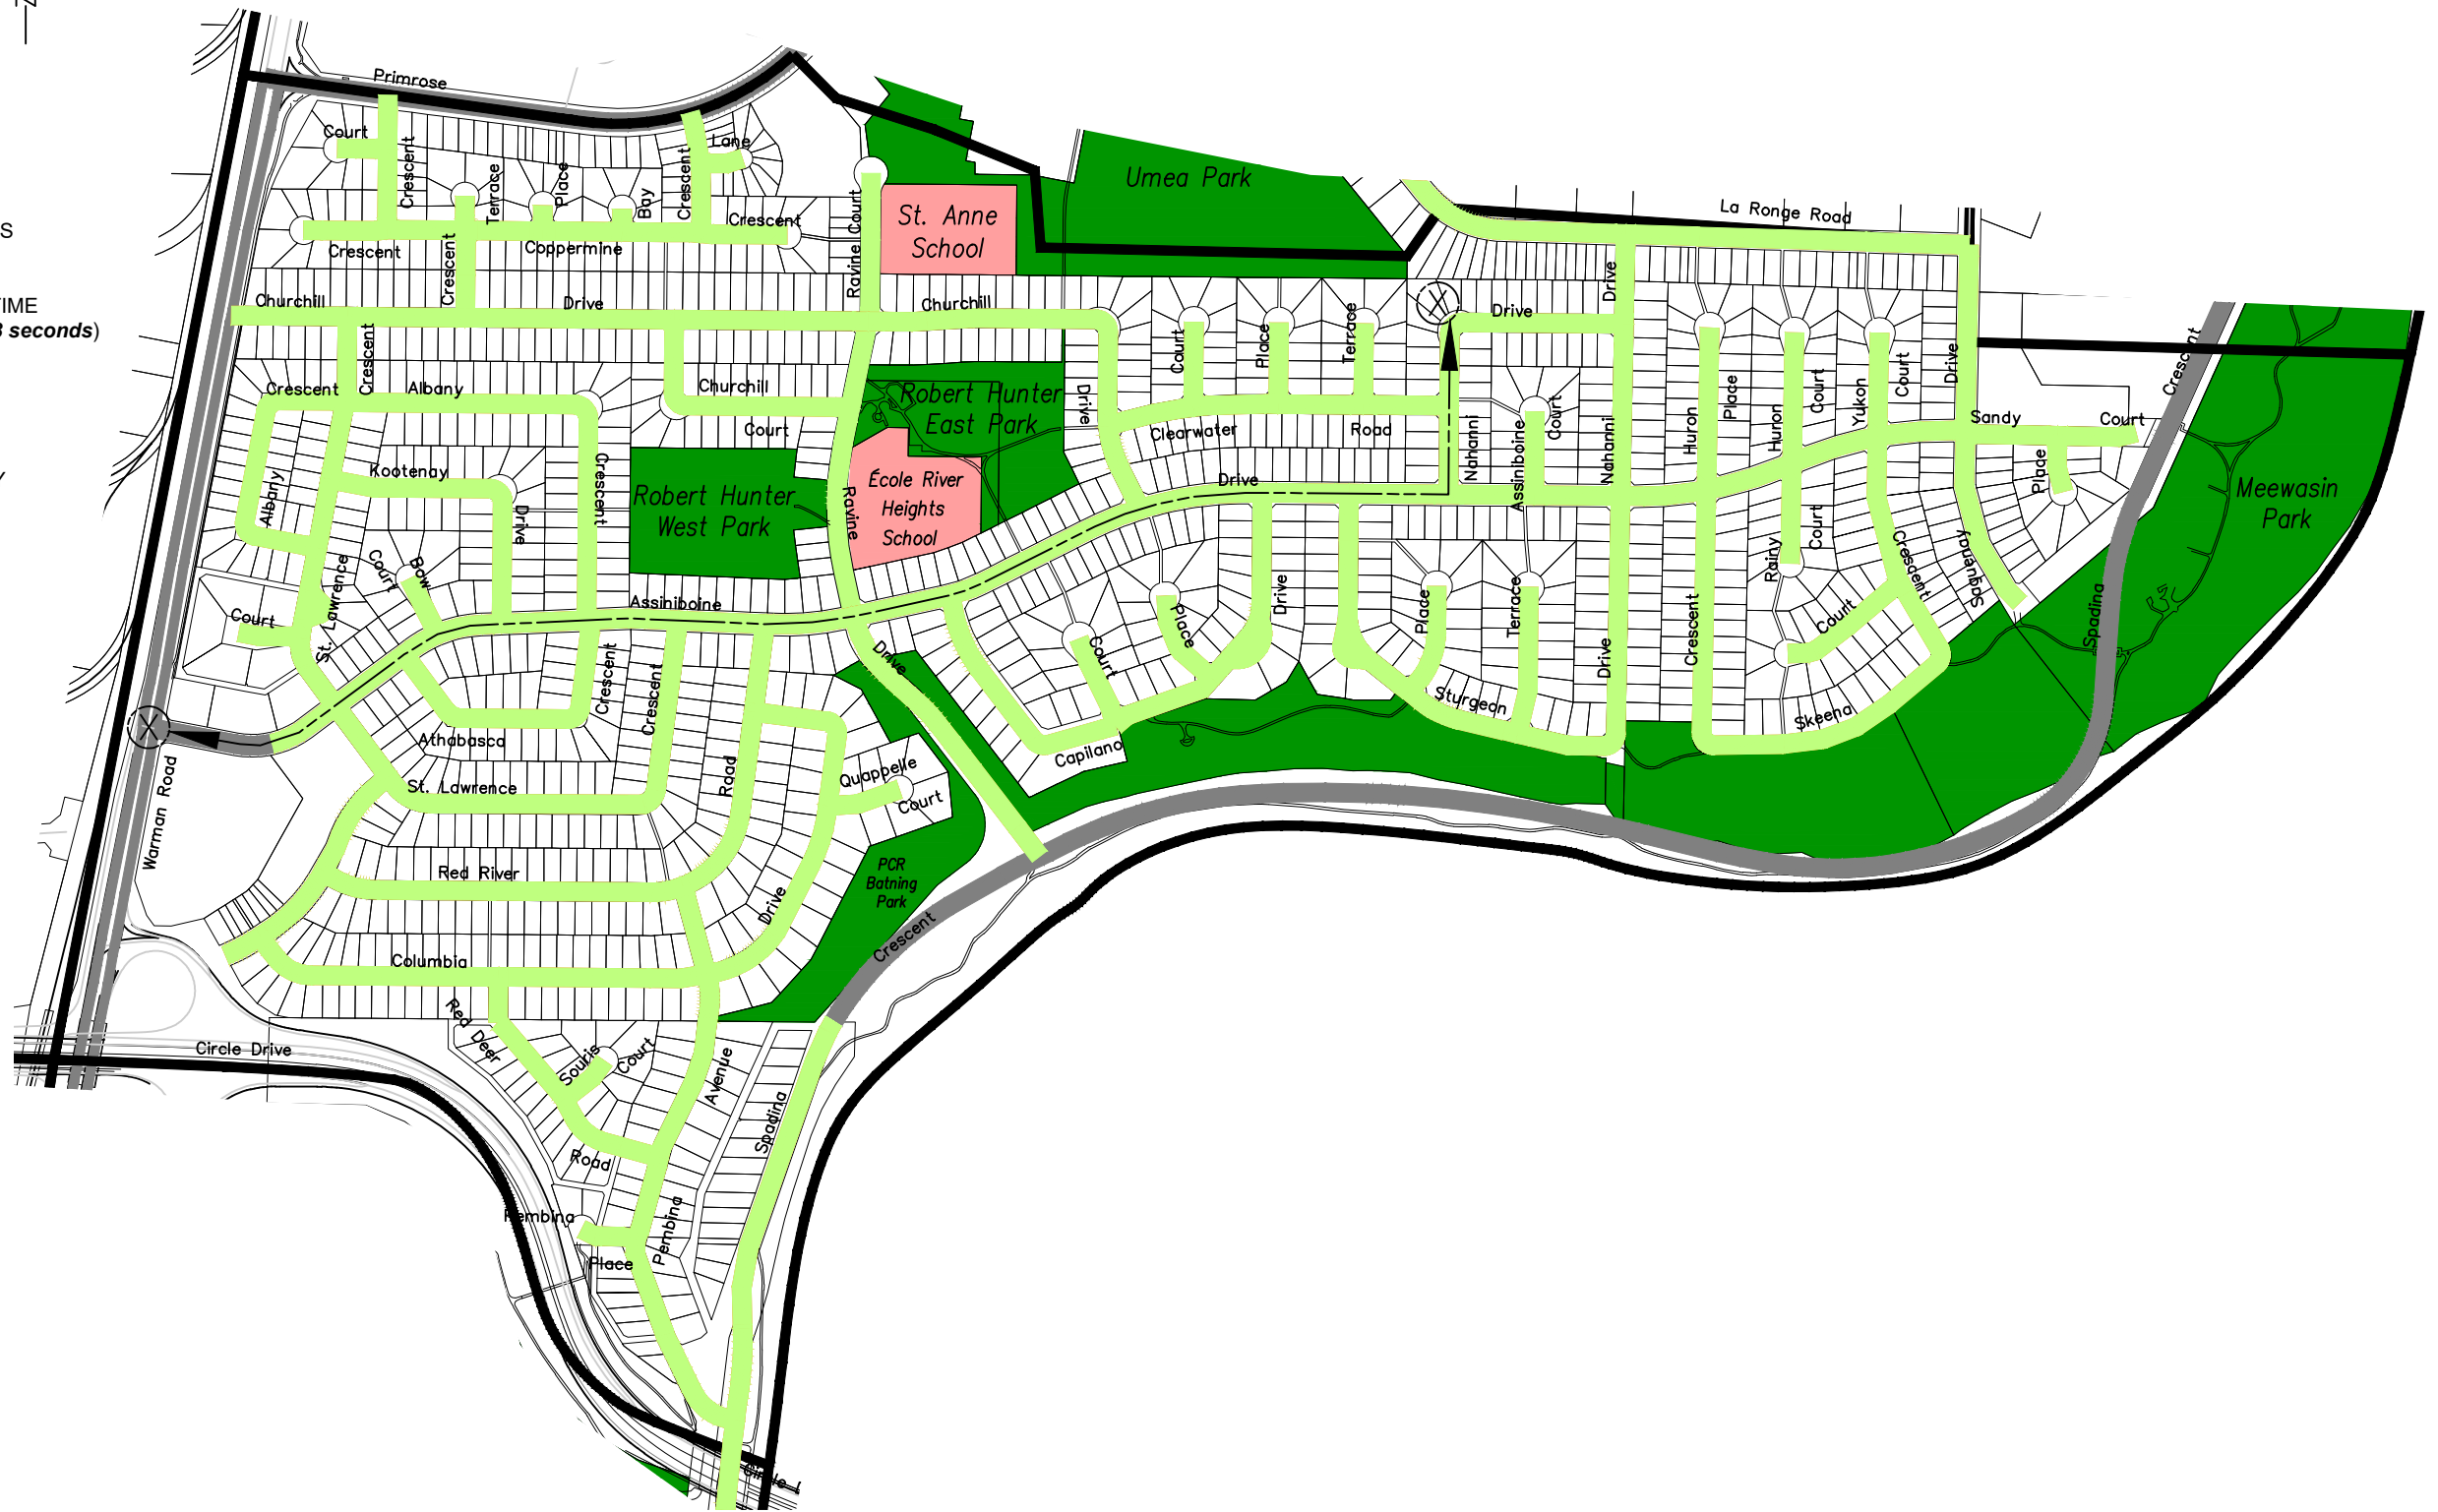 Primrose
Court
Crescent
Terrace
Place
Bay
Crescent
Lane
Crescent
Crescent
Coppermine
Crescent
Ravine Court
St. Anne
School
Umea Park
La Ronge Road
S
TIME
seconds)
Churchill
Drive
Churchill
Drive
Drive
Crescent
Crescent
Albany
Churchill
Court
Robert Hunter
East Park
Drive
Court
Place
Terrace
Clearwater
Road
Nahanni
Assiniboine
Court
Nahanni
Huron
Place
Huron
Court
Yukon
Court
Drive
Sandy
Court
Place
Crescent
Meewasin
Park
Albany
Kootenay
Drive
Crescent
Robert Hunter
West Park
Ravine
École River
Heights
School
Drive
Court
Bow
Court
St. Lawrence
Assiniboine
Drive
Place
Court
Drive
Place
Terrace
Drive
Crescent
Rainy
Court
Court
Crescent
Saguenay
Spadina
Sturgeon
Skeena
Capilano
Crescent
Crescent
Athabasca
Road
Quappelle
Court
St. Lawrence
Warman Road
Red River
Drive
PCR
Batning
Park
Crescent
Columbia
Red Deer
Circle Drive
Souris
Court
Avenue
Spadina
Road
Pembina
Pembina
Place